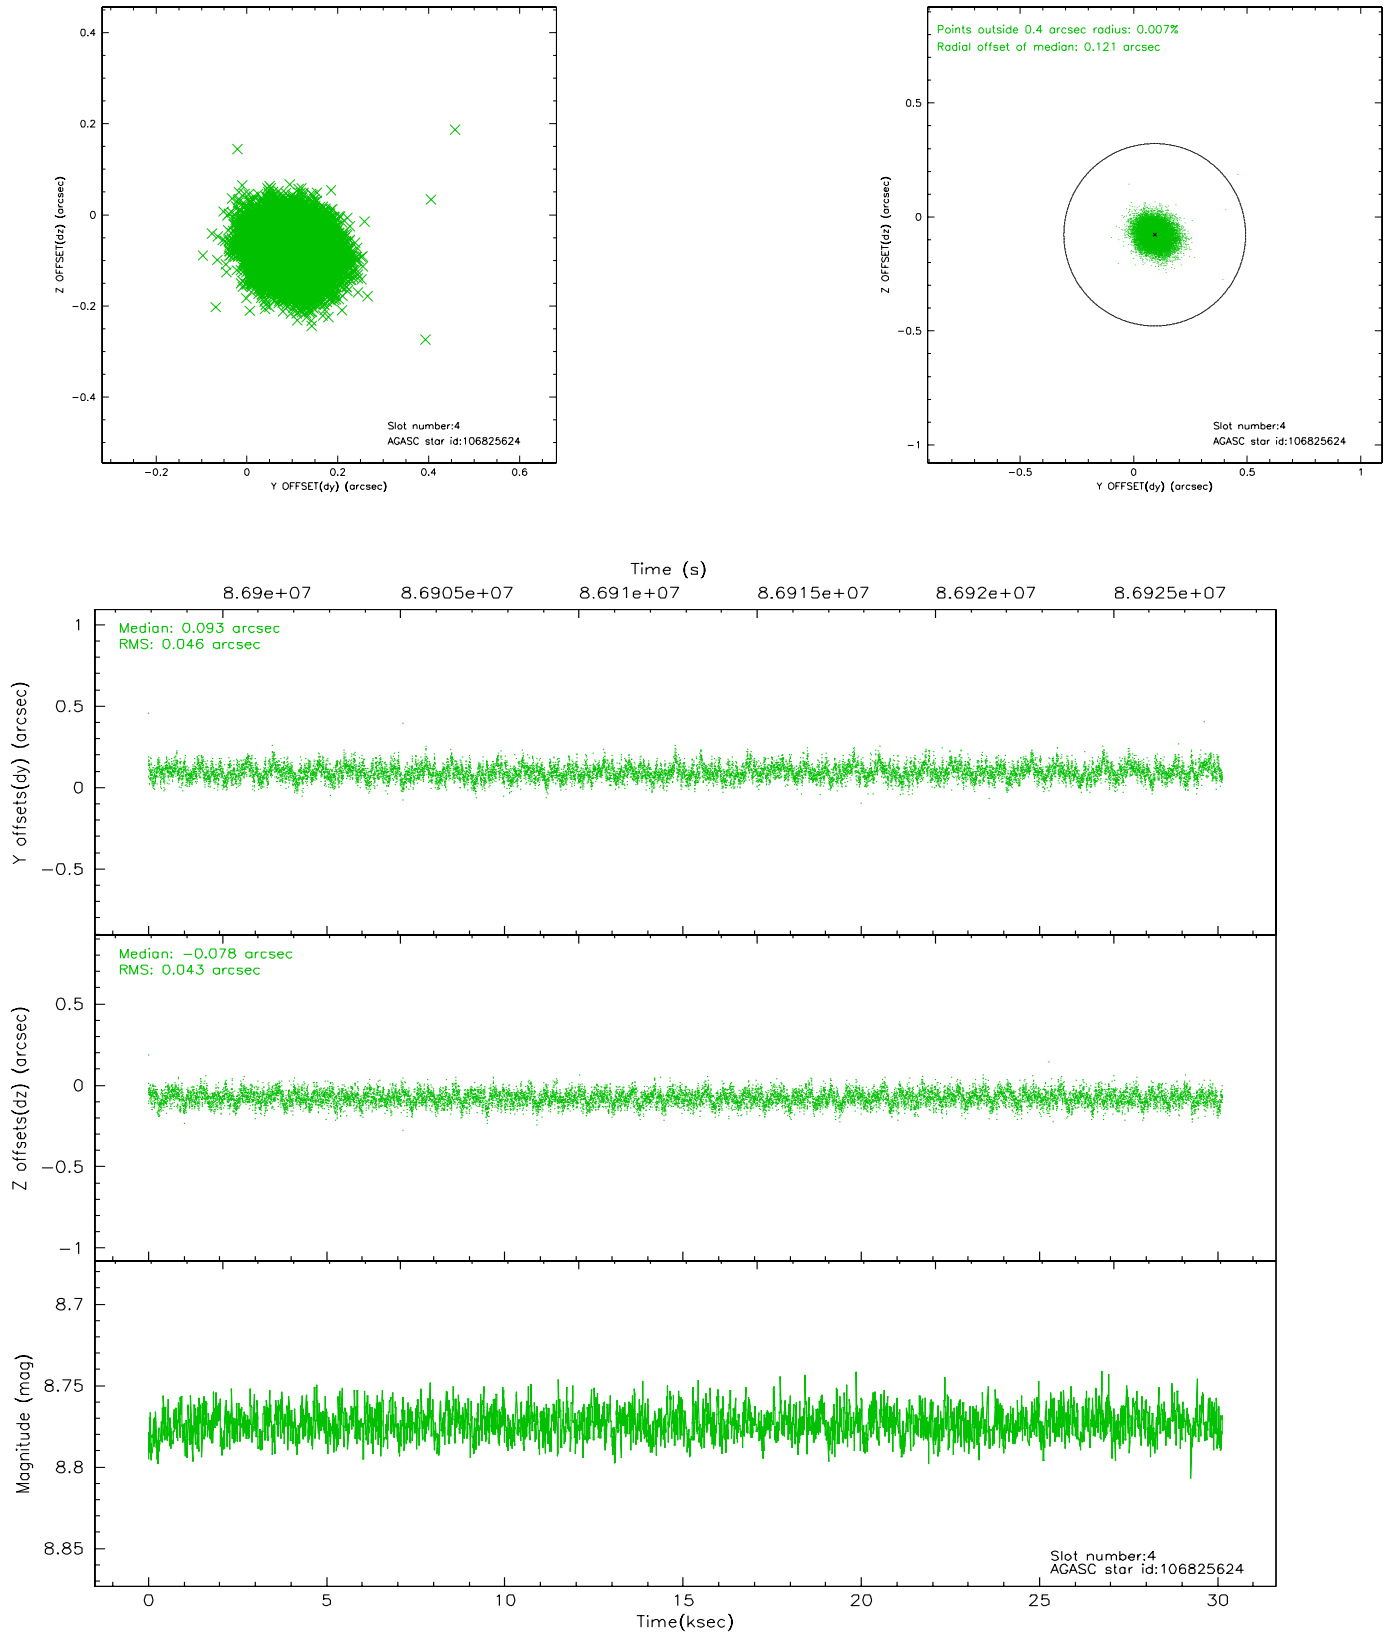 0.4
0.2
0
-0.2
-0.4
Z OFFSET(dz) (arcsec)
Slot number:4
AGASC star id:106825624
-0.2 0 0.2 0.4 0.6
Y OFFSET(dy) (arcsec)
Points outside 0.4 arcsec radius: 0.007%
Radial offset of median: 0.121 arcsec
0.5
0
-0.5
-1
Z OFFSET(dz) (arcsec)
Slot number:4
AGASC star id:106825624
-0.5 0 0.5 1
Y OFFSET(dy) (arcsec)
Time (s)
8.69e+07 8.6905e+07 8.691e+07 8.6915e+07 8.692e+07 8.6925e+07
Median: 0.093 arcsec
RMS: 0.046 arcsec
1
0.5
0
-0.5
Y offsets(dy) (arcsec)
Median: -0.078 arcsec
RMS: 0.043 arcsec
0.5
0
-0.5
-1
Z offsets(dz) (arcsec)
8.7
8.75
8.8
8.85
Magnitude (mag)
Slot number:4
AGASC star id:106825624
0 5 10 15 20 25 30
Time(ksec)